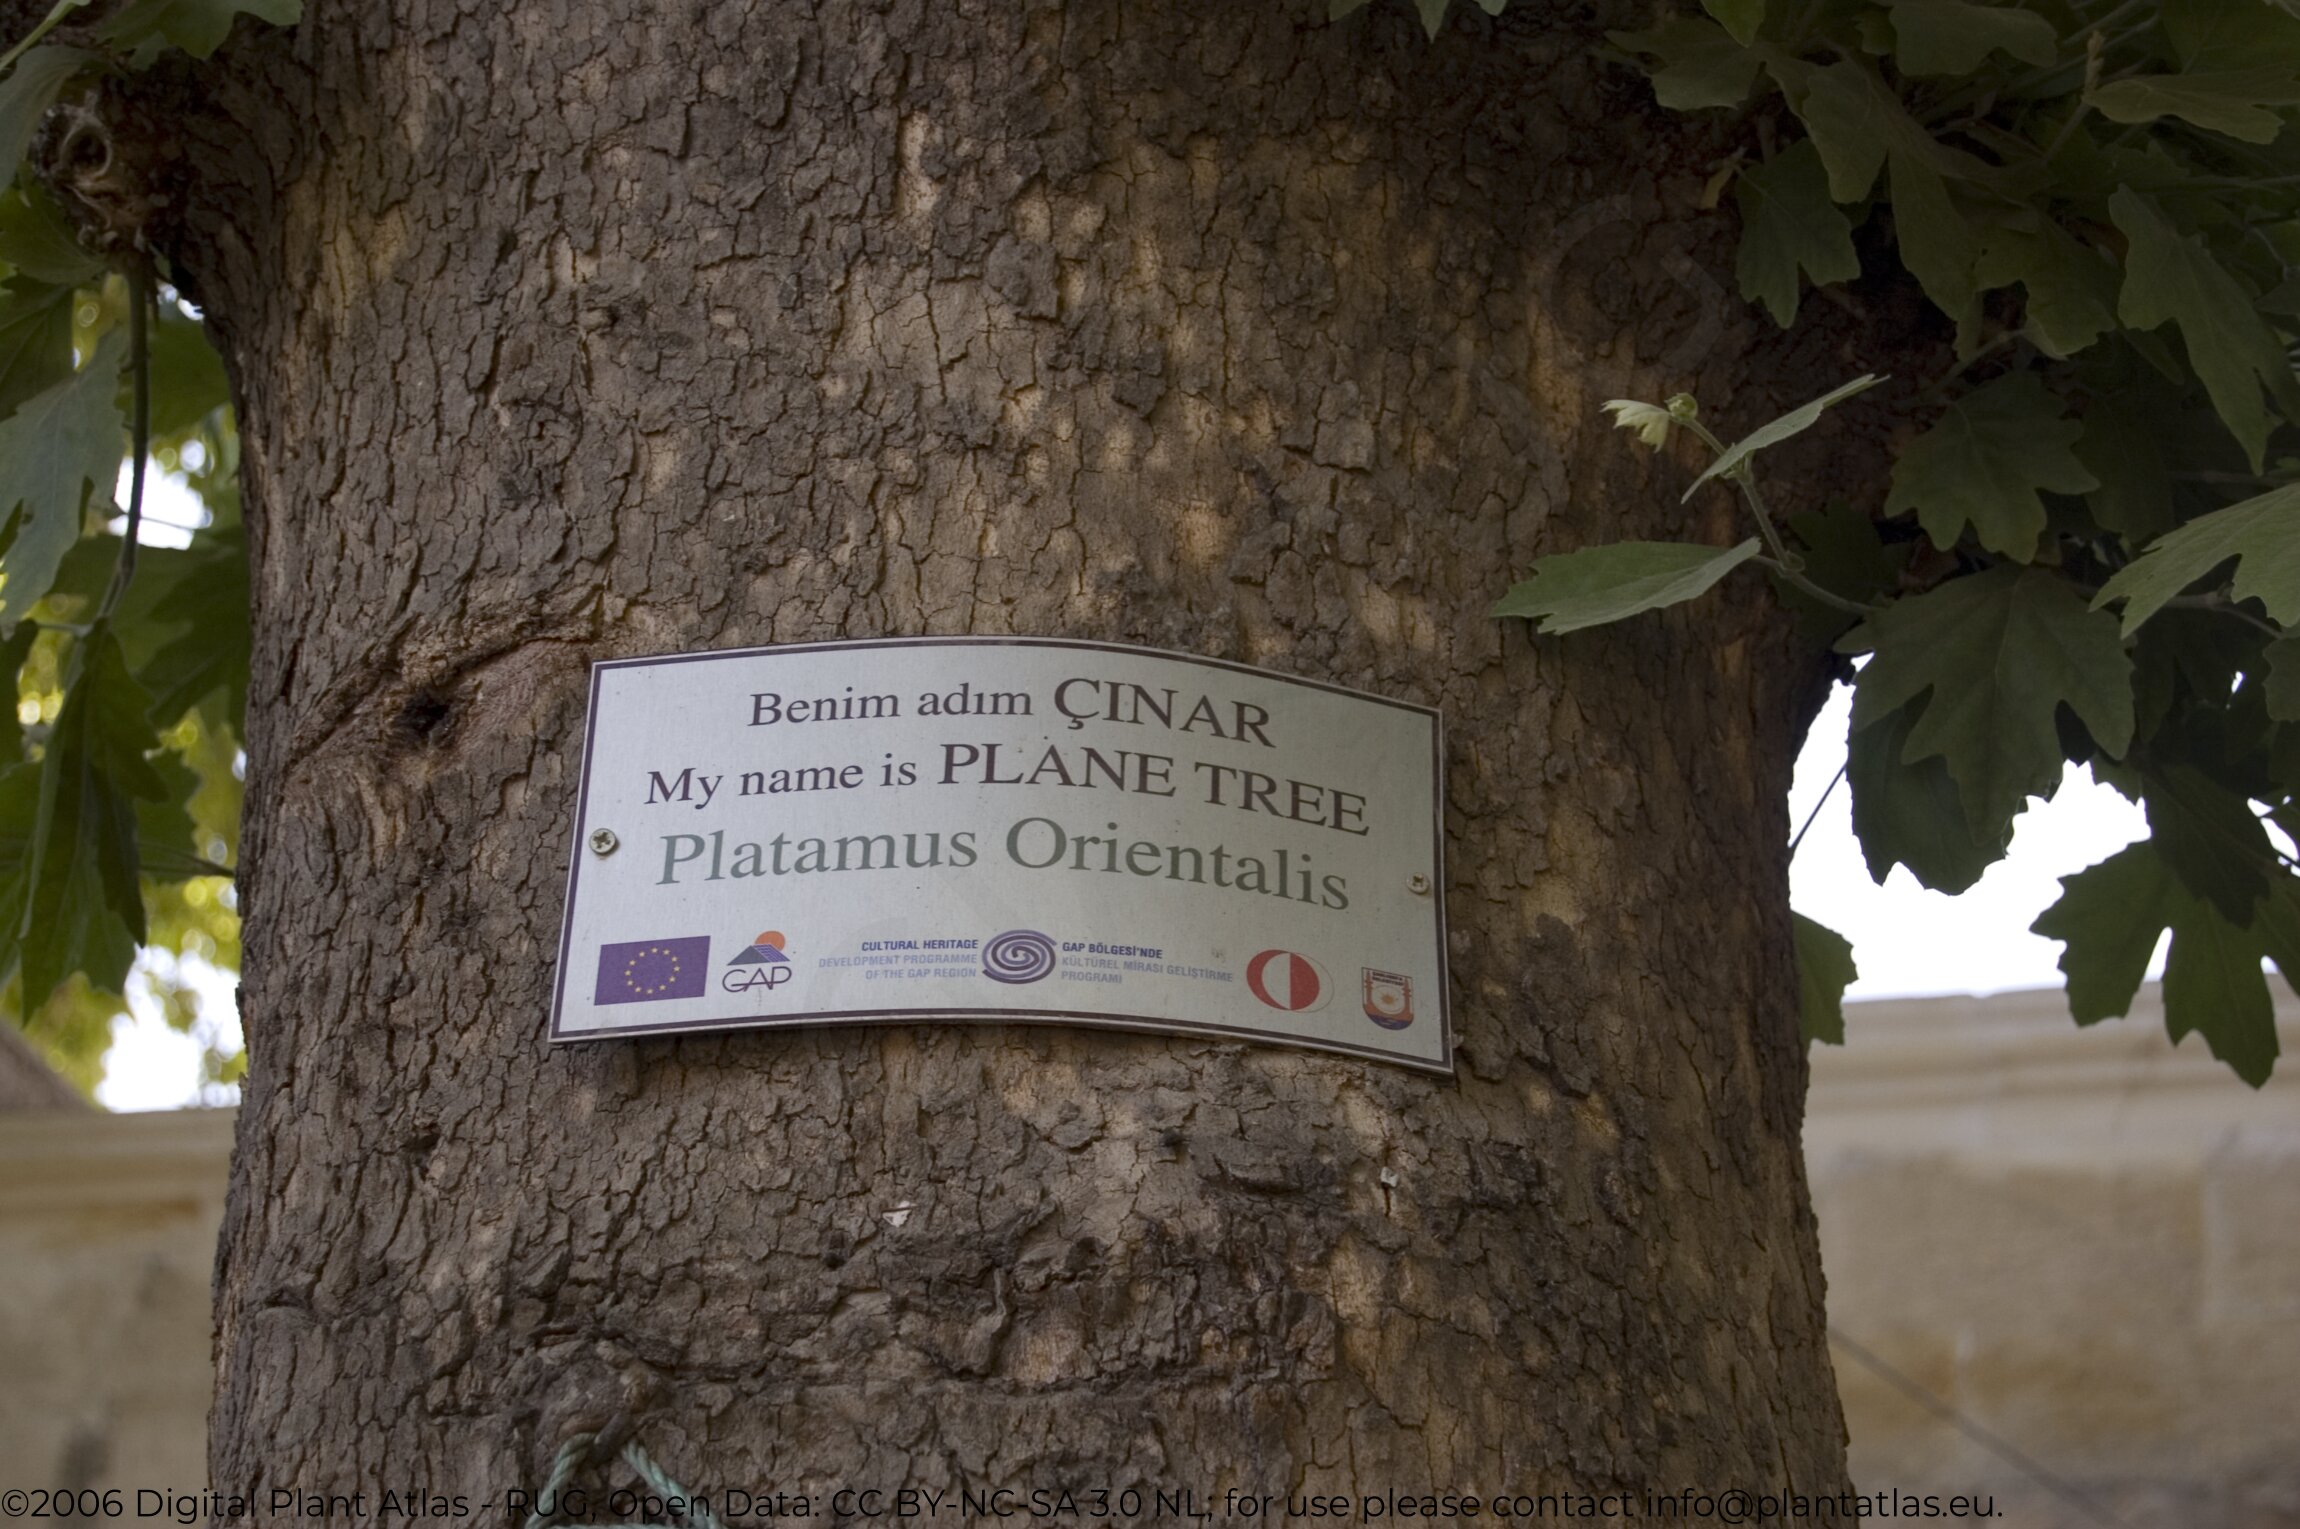 Benim adım ÇINAR
My name is PLANE TREE
Platamus Orientalis
GAP
CULTURAL HERITAGE
DEVELOPMENT PROGRAMME
OF THE GAP REGION
GAP BÖLGESİ'NDE
KÜLTÜREL MİRASI GELİŞTİRME
PROGRAMI
©2006 Digital Plant Atlas - RUG, Open Data: CC BY-NC-SA 3.0 NL; for use please contact info@plantatlas.eu.